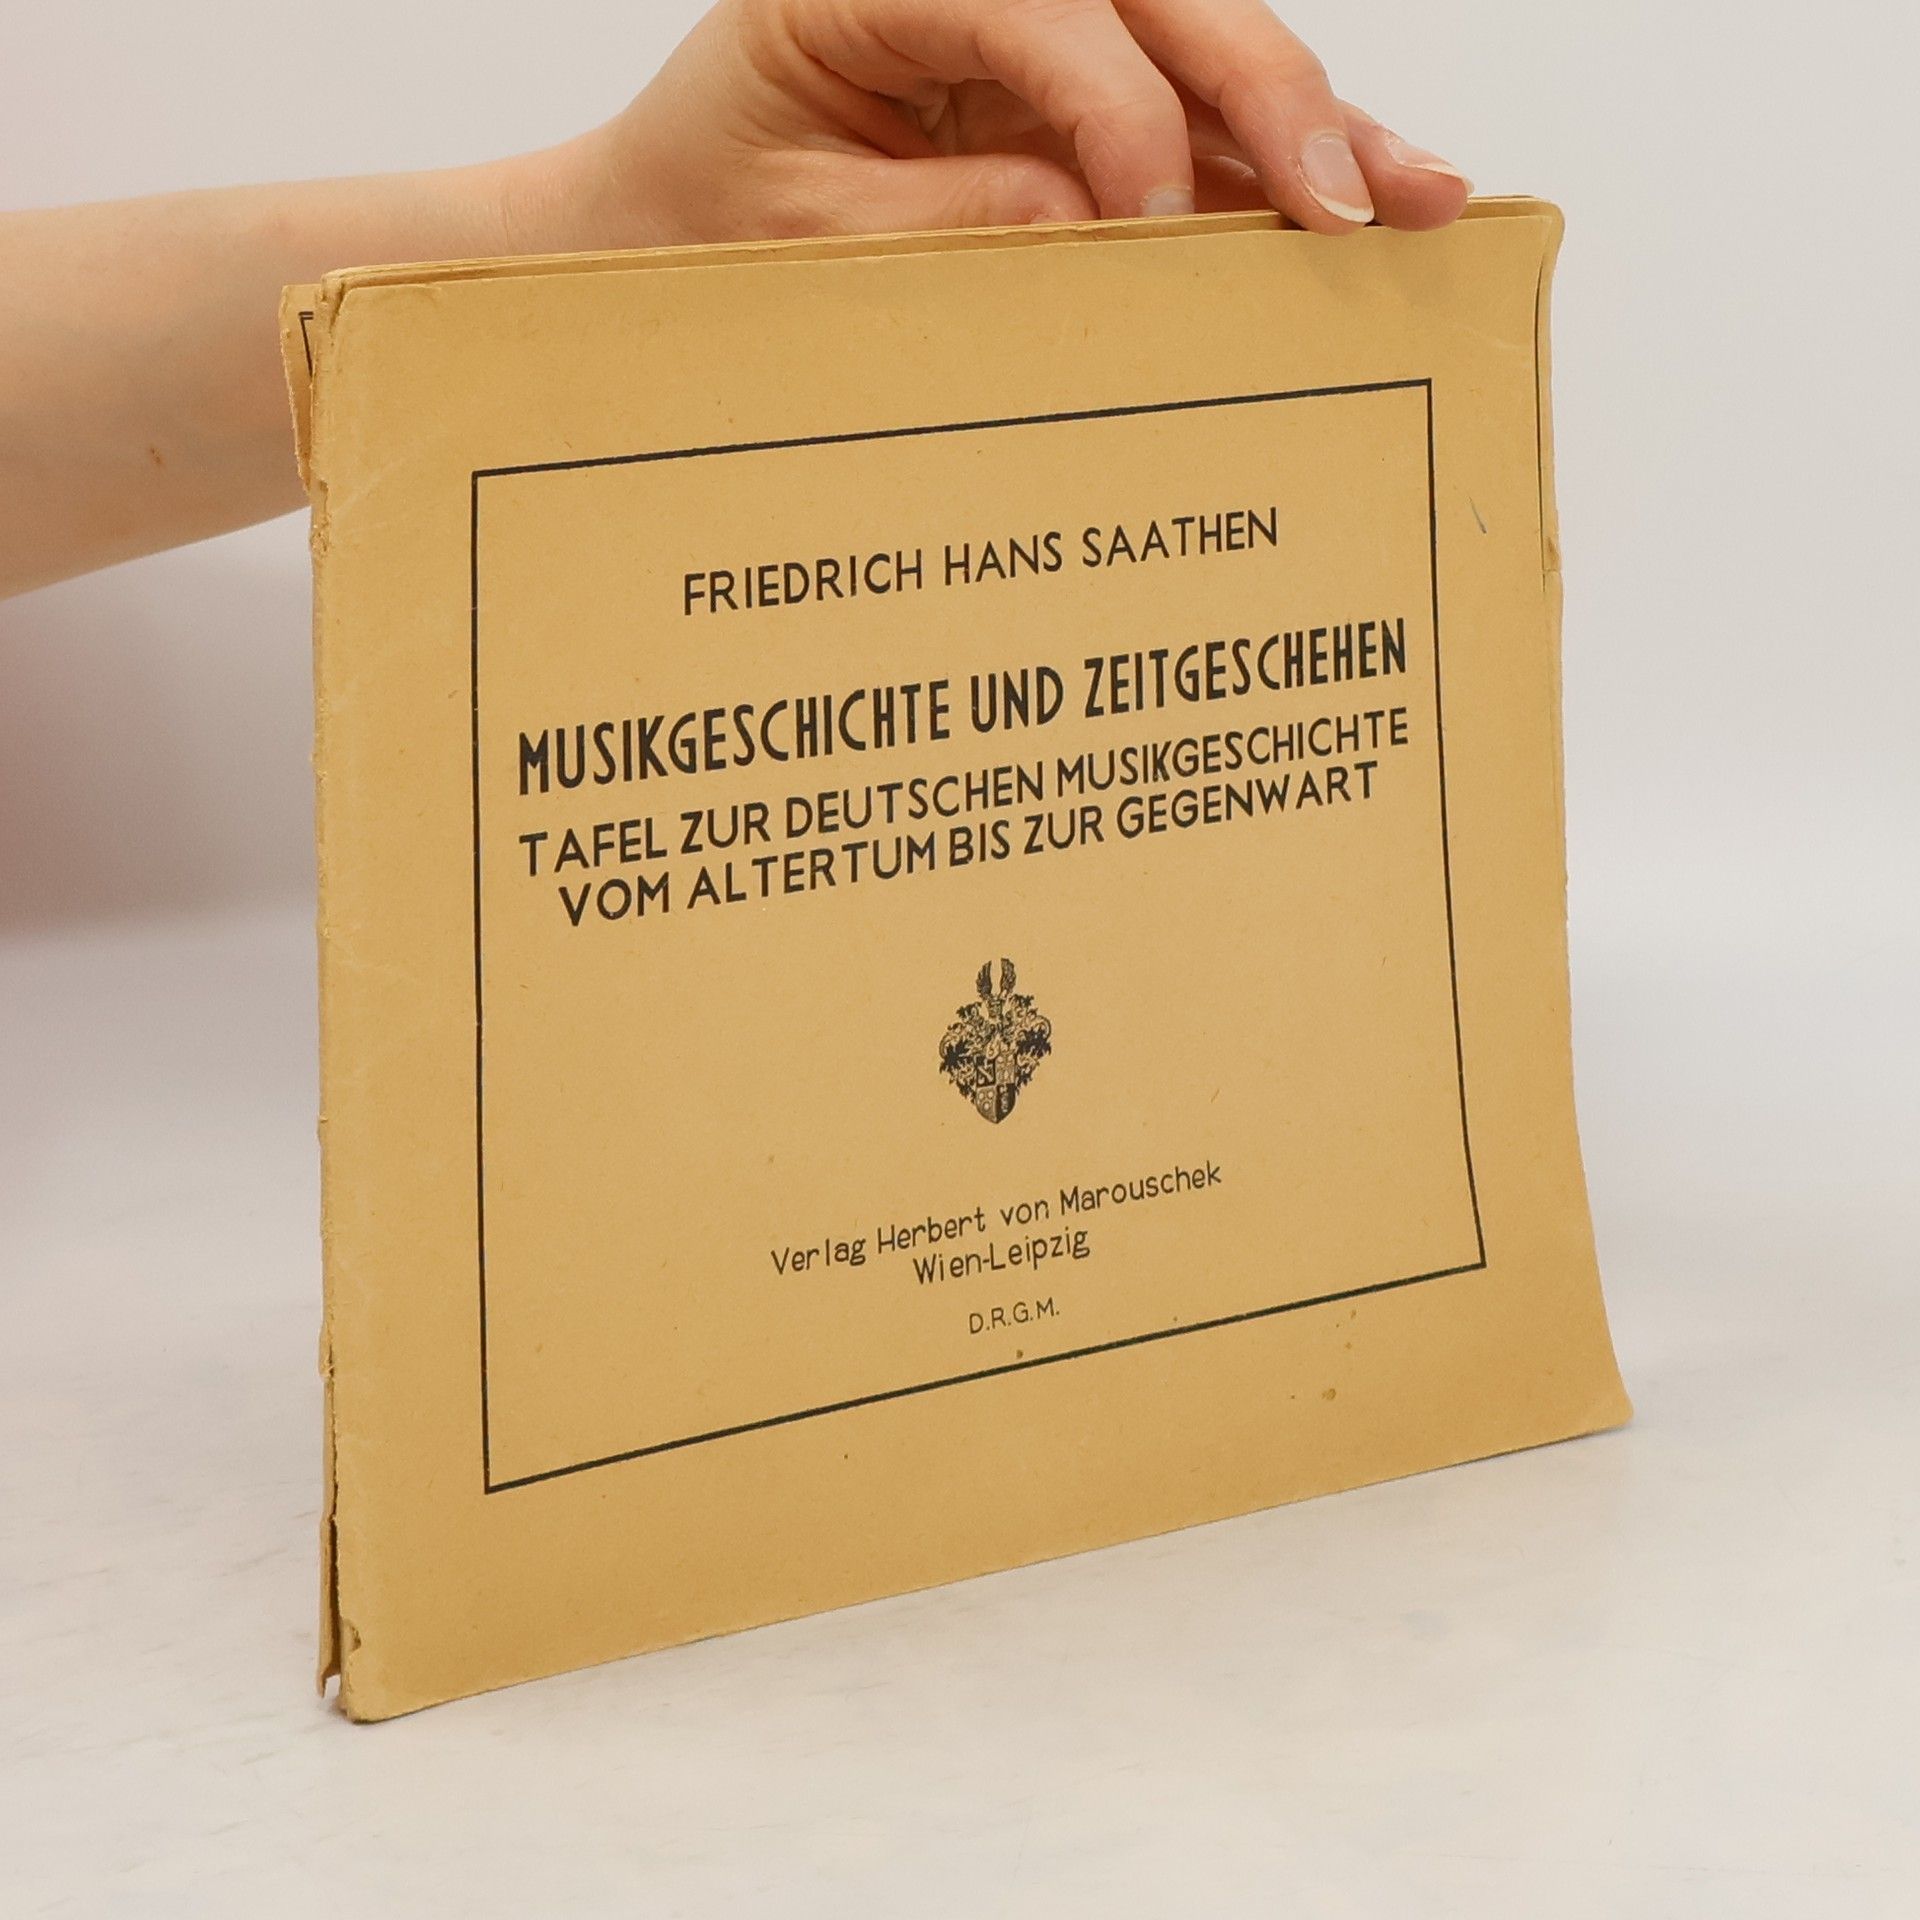 FRIEDRICH HANS SAATHEN
MUSIKGESCHICHTE UND ZEITGESCHEHEN
TAFEL ZUR DEUTSCHEN MUSIKGESCHICHTE
VOM ALTERTUM BIS ZUR GEGENWART
Verlag Herbert von Marouschek
Wien-Leipzig
D.R.G.M.